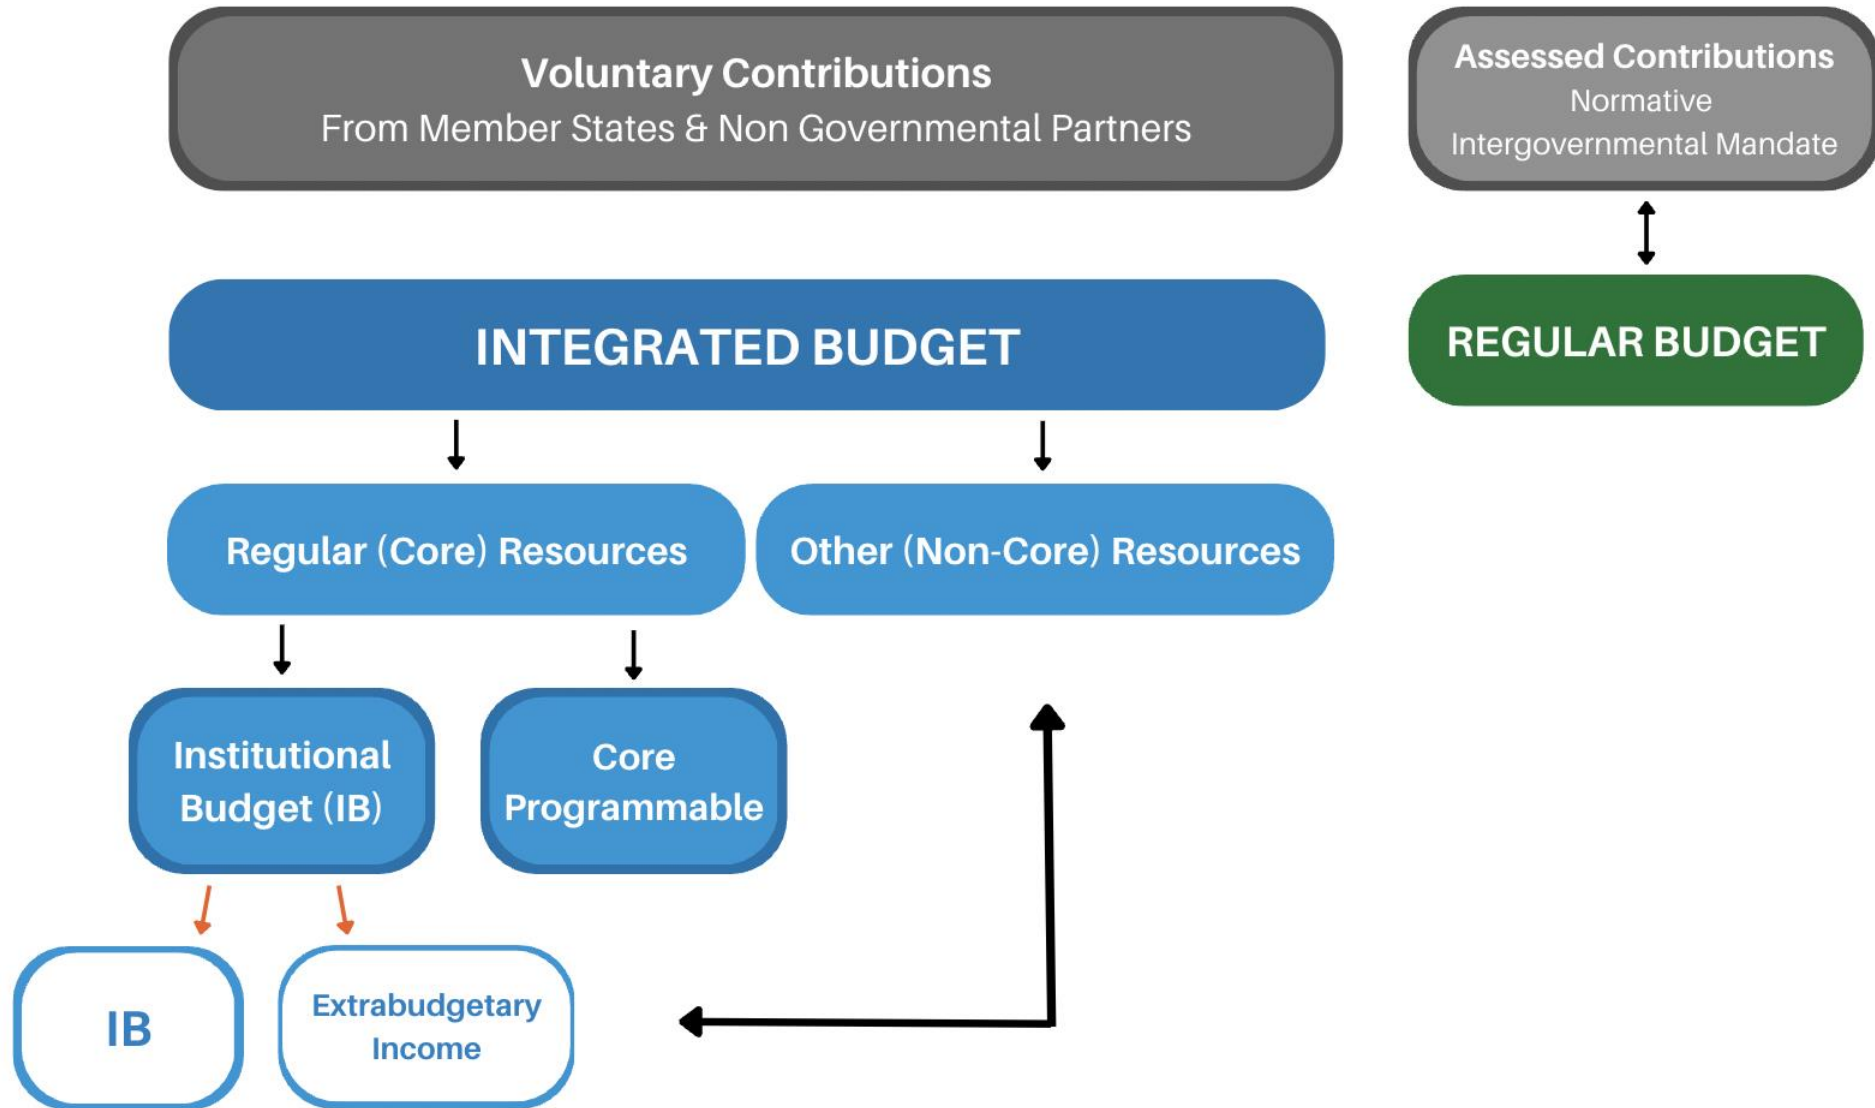 Voluntary Contributions
From Member States & Non Governmental Partners
Assessed Contributions
Normative
Intergovernmental Mandate
INTEGRATED BUDGET
REGULAR BUDGET
Regular (Core) Resources
Other (Non-Core) Resources
Institutional
Budget (IB)
Core
Programmable
IB
Extrabudgetary
Income